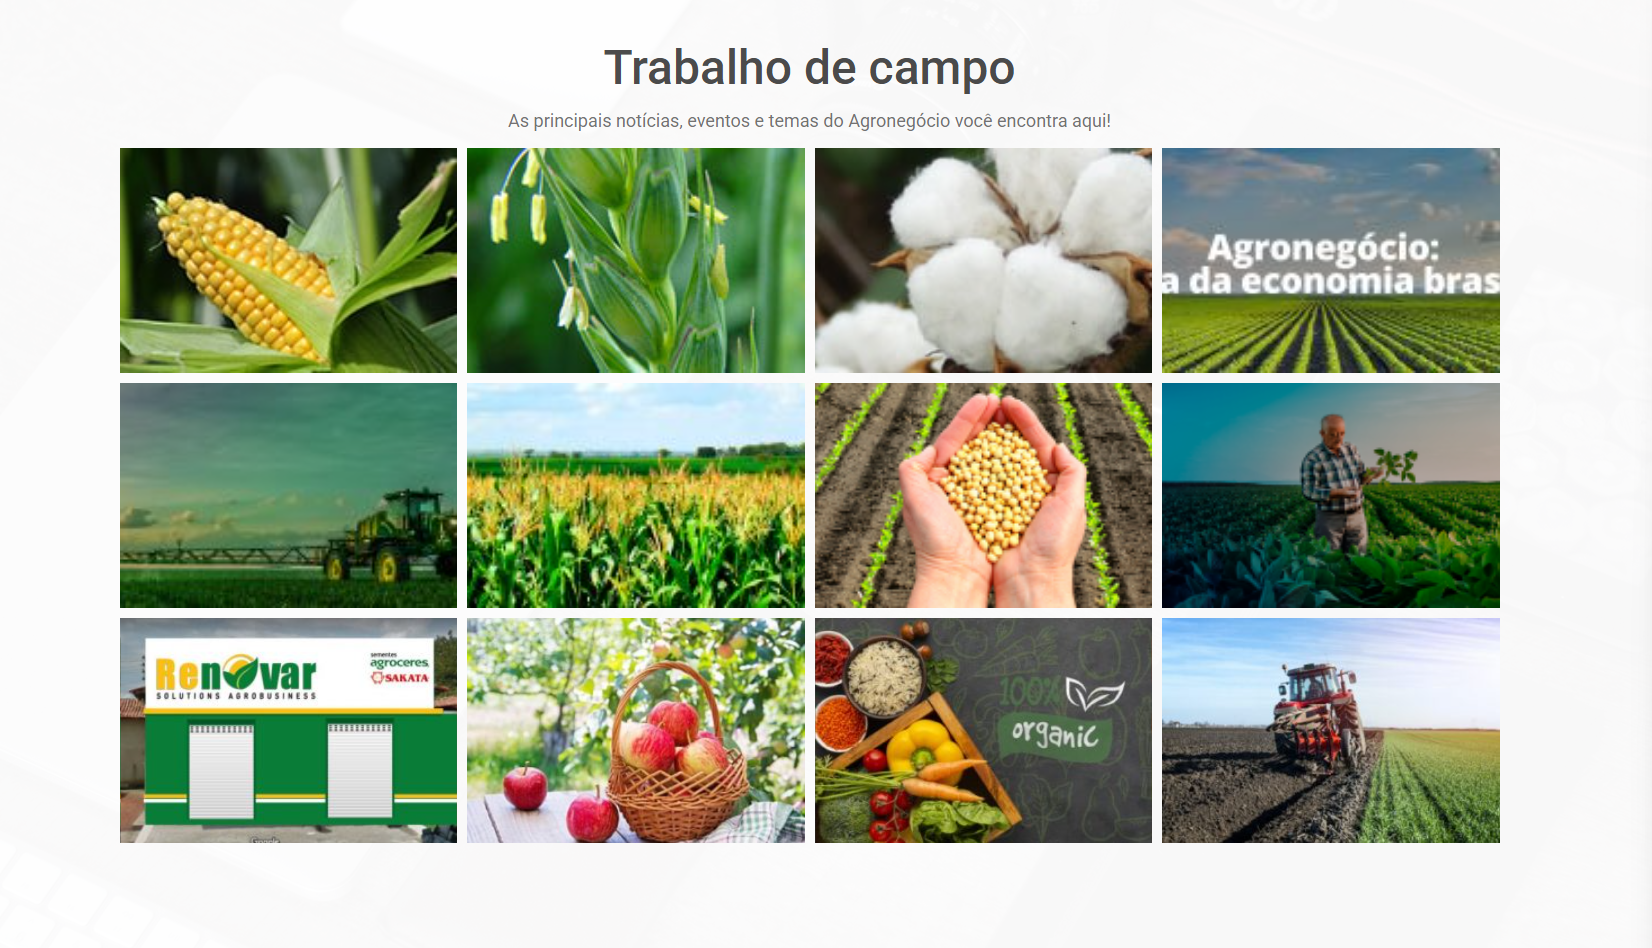 Trabalho de campo
As principais notícias, eventos e temas do Agronegócio você encontra aqui!
Agronegócio:
a da economia bras
Renovar
SOLUTIONS AGROBUSINESS
sementes
agroceres
SAKATA
100%
organic